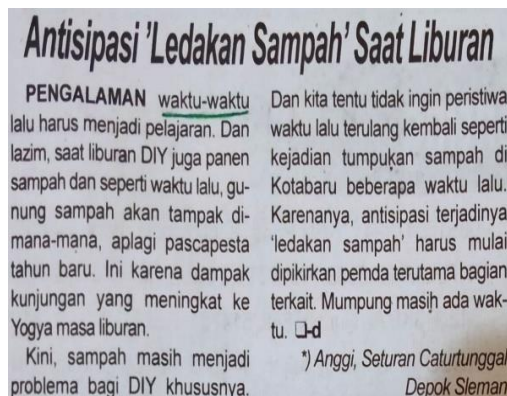 Antisipasi 'Ledakan Sampah' Saat Liburan
PENGALAMAN waktu-waktu
lalu harus menjadi pelajaran. Dan
lazim, saat liburan DIY juga panen
sampah dan seperti waktu lalu, gu-
nung sampah akan tampak di-
mana-mana, aplagi pascapesta
tahun baru. Ini karena dampak
kunjungan yang meningkat ke
Yogya masa liburan.
Kini, sampah masih menjadi
problema bagi DIY khususnya.
Dan kita tentu tidak ingin peristiwa
waktu lalu terulang kembali seperti
kejadian tumpukan sampah di
Kotabaru beberapa waktu lalu.
Karenanya, antisipasi terjadinya
'ledakan sampah' harus mulai
dipikirkan pemda terutama bagian
terkait. Mumpung masih ada wak-
tu. ❑-d
*) Anggi, Seturan Caturtunggal
Depok Sleman